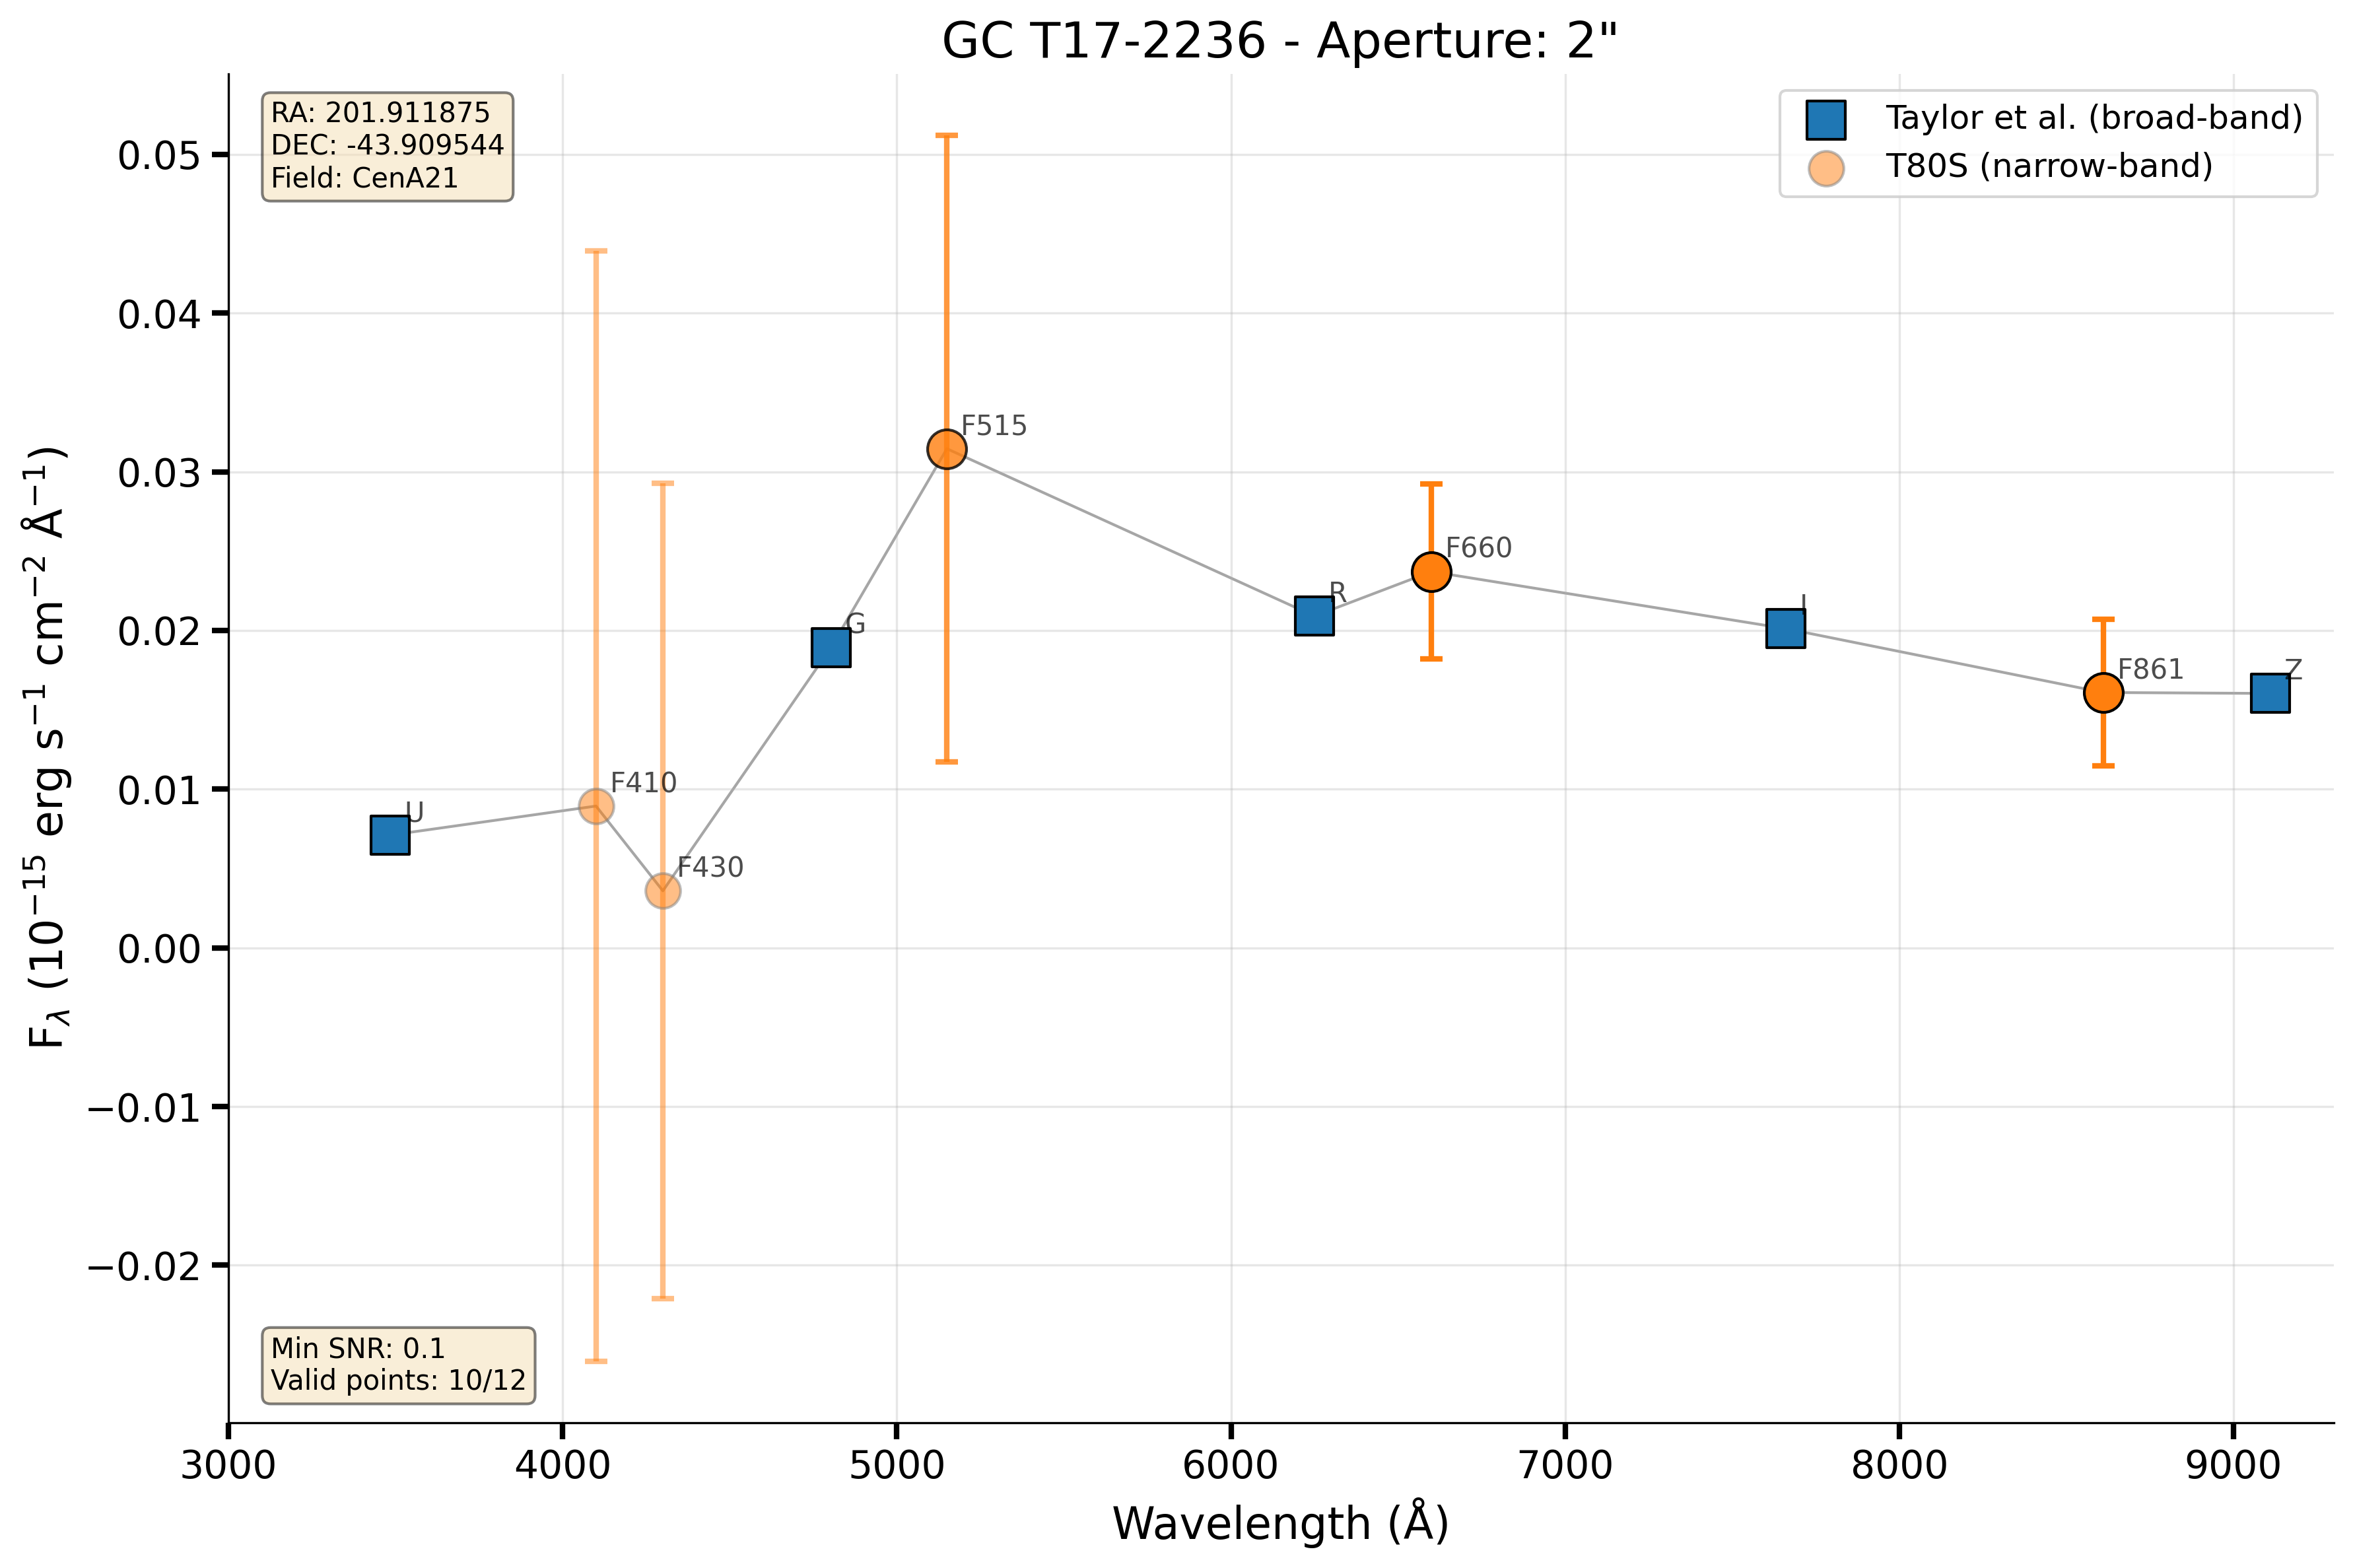 GC T17-2236 - Aperture: 2"
RA: 201.911875
DEC: -43.909544
Field: CenA21
Taylor et al. (broad-band)
T80S (narrow-band)
0.05
0.04
0.03
0.02
0.01
0.00
−0.01
−0.02
F$_λ$ (10$^{−15}$ erg s$^{−1}$ cm$^{−2}$ Å$^{−1}$)
U
F410
F430
G
F515
R
F660
I
F861
Z
Min SNR: 0.1
Valid points: 10/12
3000 4000 5000 6000 7000 8000 9000
Wavelength (Å)